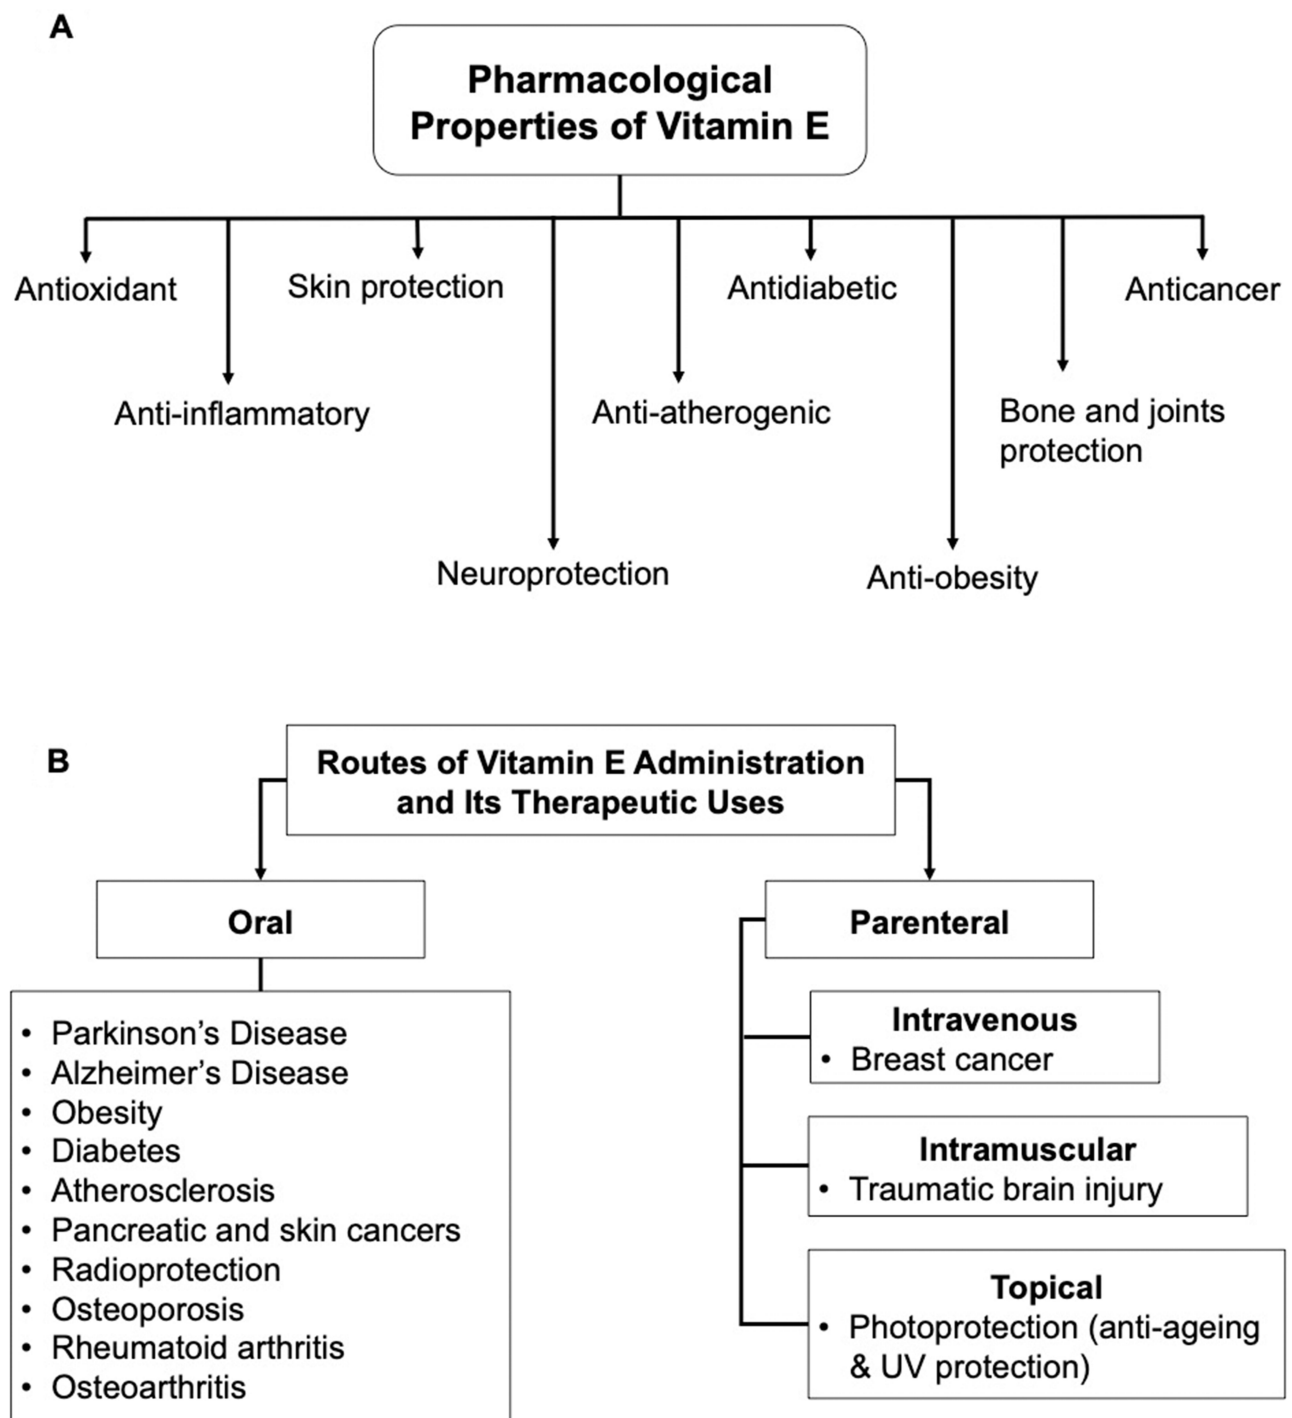 A
Pharmacological
Properties of Vitamin E
Antioxidant
Skin protection
Antidiabetic
Anticancer
Anti-inflammatory
Anti-atherogenic
Bone and joints
protection
Neuroprotection
Anti-obesity
B
Routes of Vitamin E Administration
and Its Therapeutic Uses
Oral
• Parkinson’s Disease
• Alzheimer’s Disease
• Obesity
• Diabetes
• Atherosclerosis
• Pancreatic and skin cancers
• Radioprotection
• Osteoporosis
• Rheumatoid arthritis
• Osteoarthritis
Parenteral
Intravenous
• Breast cancer
Intramuscular
• Traumatic brain injury
Topical
• Photoprotection (anti-ageing
& UV protection)